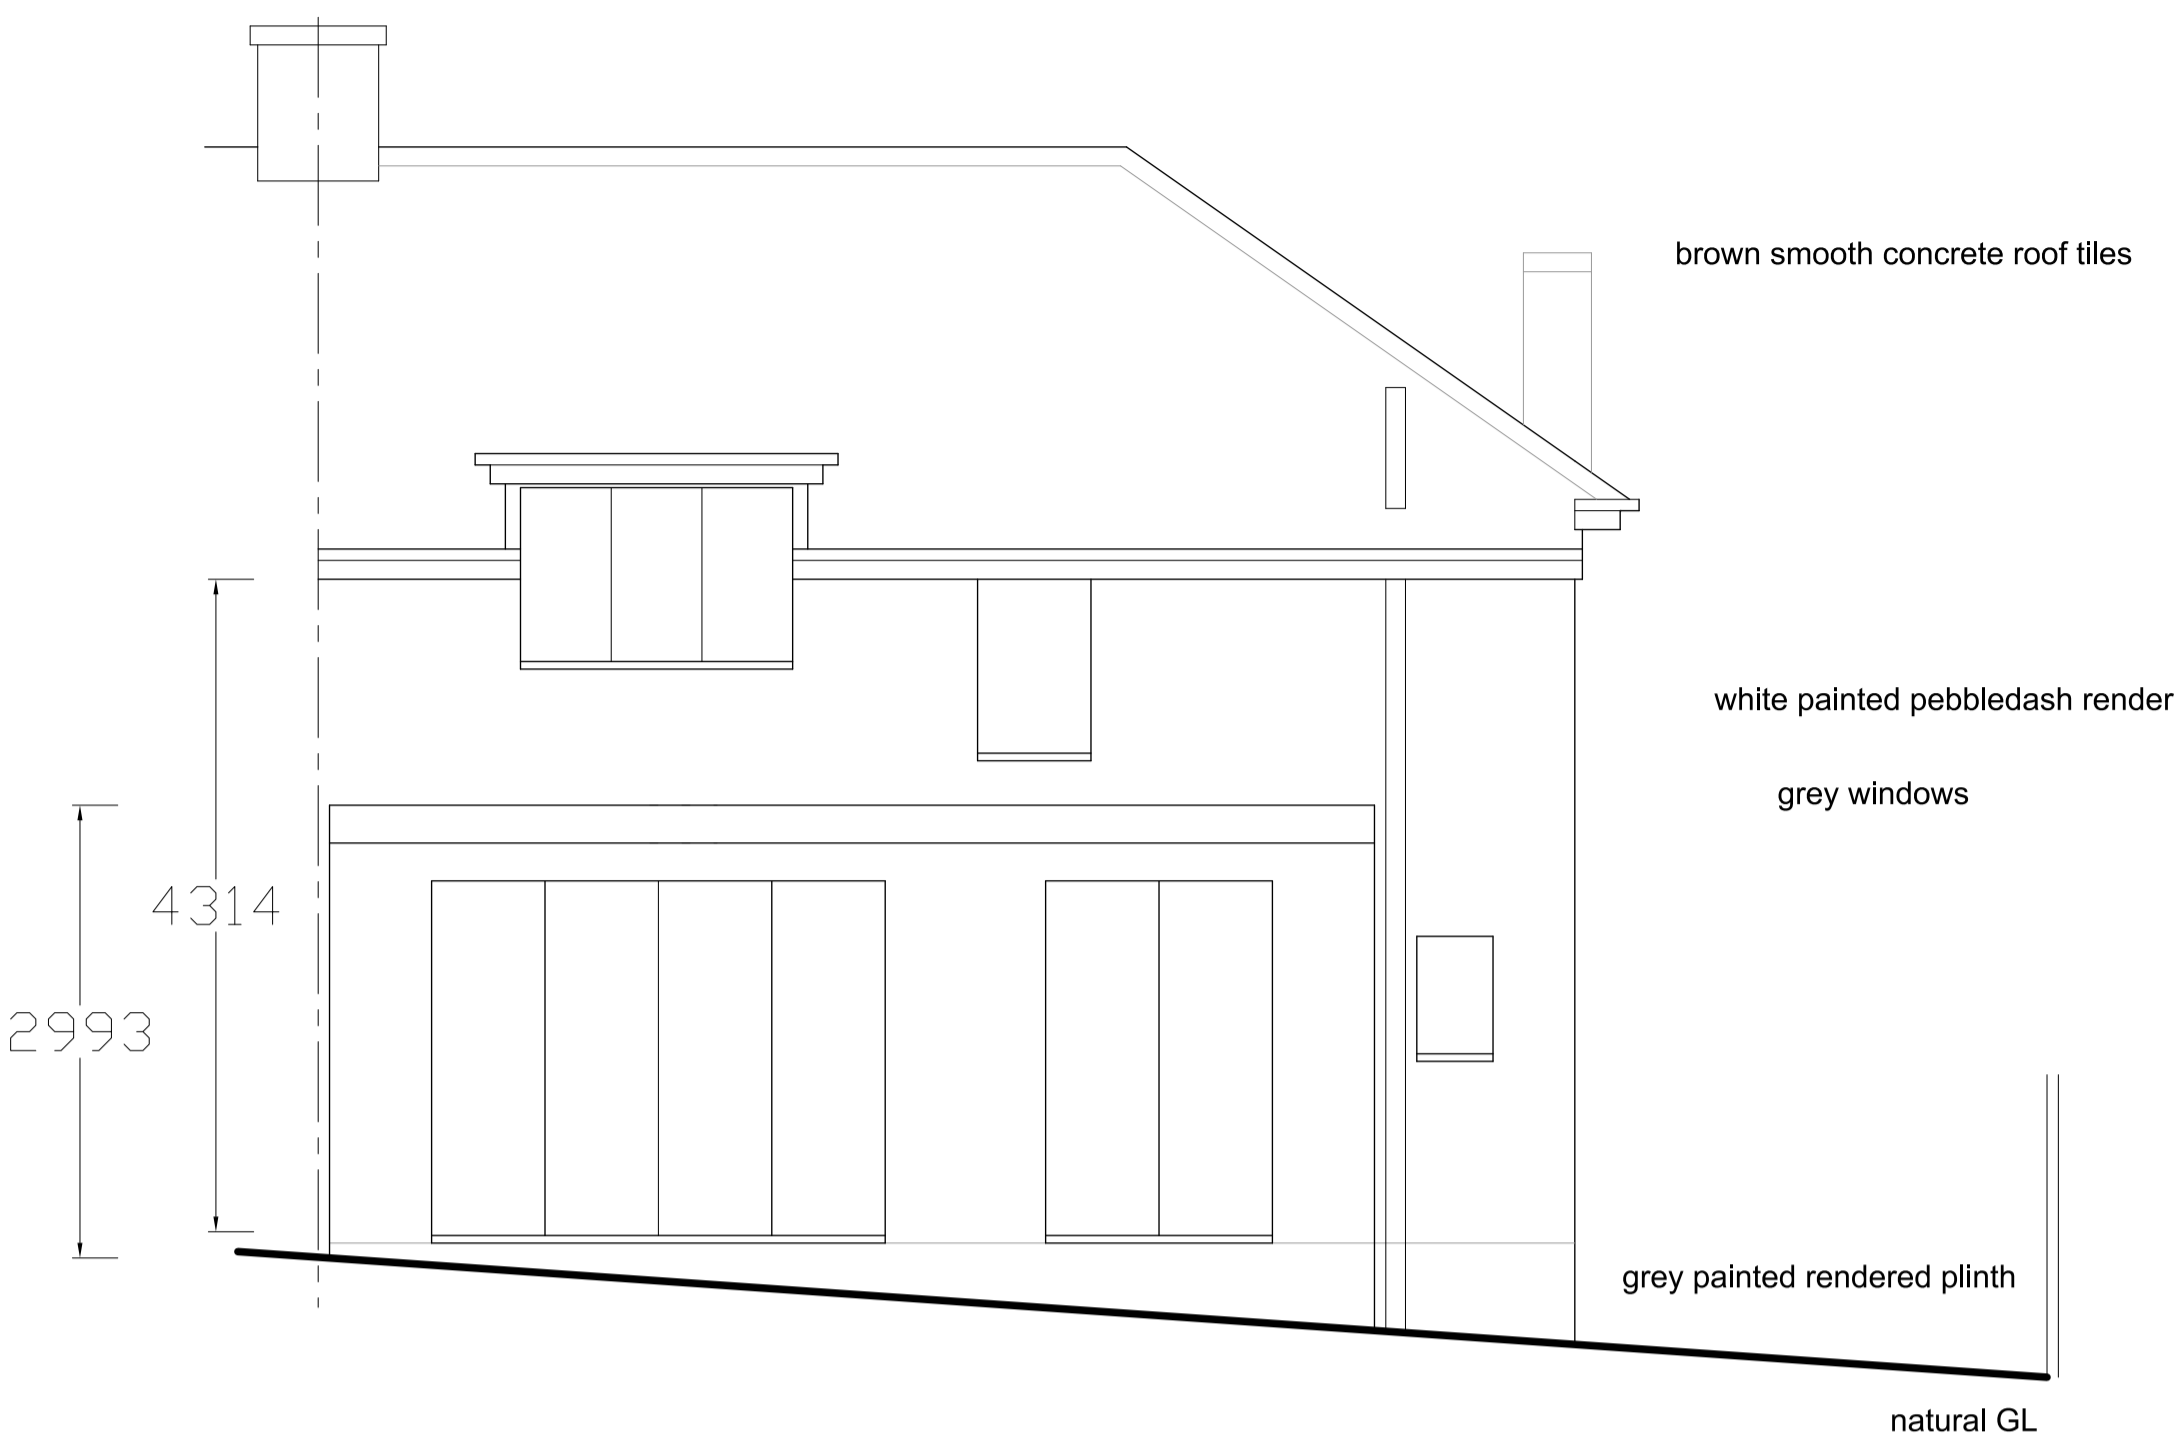 brown smooth concrete roof tiles
white painted pebbledash render
grey windows
4314
2993
grey painted rendered plinth
natural GL